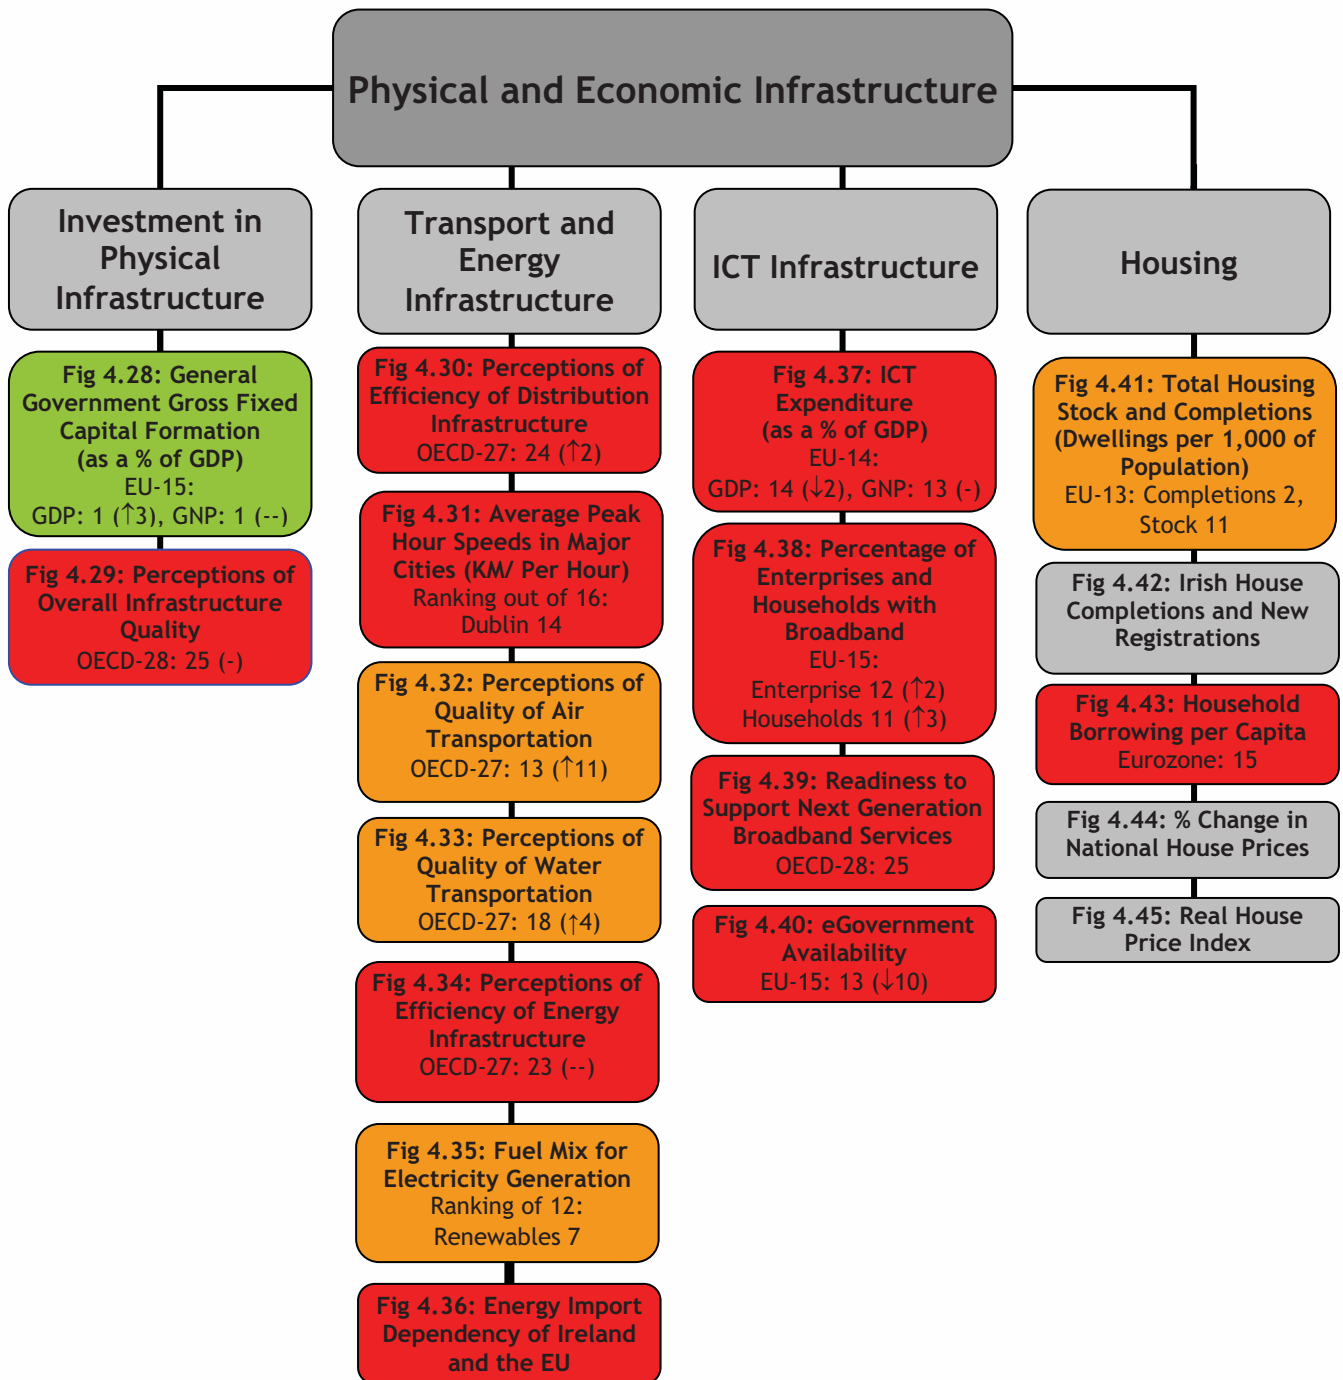 Physical and Economic Infrastructure
Investment in
Physical
Infrastructure
Fig 4.28: General
Government Gross Fixed
Capital Formation
(as a % of GDP)
EU-15:
GDP: 1 (↑3), GNP: 1 (--)
Fig 4.29: Perceptions of
Overall Infrastructure
Quality
OECD-28: 25 (-)
Transport and
Energy
Infrastructure
Fig 4.30: Perceptions of
Efficiency of Distribution
Infrastructure
OECD-27: 24 (↑2)
Fig 4.31: Average Peak
Hour Speeds in Major
Cities (KM/ Per Hour)
Ranking out of 16:
Dublin 14
Fig 4.32: Perceptions of
Quality of Air
Transportation
OECD-27: 13 (↑11)
Fig 4.33: Perceptions of
Quality of Water
Transportation
OECD-27: 18 (↑4)
Fig 4.34: Perceptions of
Efficiency of Energy
Infrastructure
OECD-27: 23 (--)
Fig 4.35: Fuel Mix for
Electricity Generation
Ranking of 12:
Renewables 7
Fig 4.36: Energy Import
Dependency of Ireland
and the EU
ICT Infrastructure
Fig 4.37: ICT
Expenditure
(as a % of GDP)
EU-14:
GDP: 14 (↓2), GNP: 13 (-)
Fig 4.38: Percentage of
Enterprises and
Households with
Broadband
EU-15:
Enterprise 12 (↑2)
Households 11 (↑3)
Fig 4.39: Readiness to
Support Next Generation
Broadband Services
OECD-28: 25
Fig 4.40: eGovernment
Availability
EU-15: 13 (↓10)
Housing
Fig 4.41: Total Housing
Stock and Completions
(Dwellings per 1,000 of
Population)
EU-13: Completions 2,
Stock 11
Fig 4.42: Irish House
Completions and New
Registrations
Fig 4.43: Household
Borrowing per Capita
Eurozone: 15
Fig 4.44: % Change in
National House Prices
Fig 4.45: Real House
Price Index